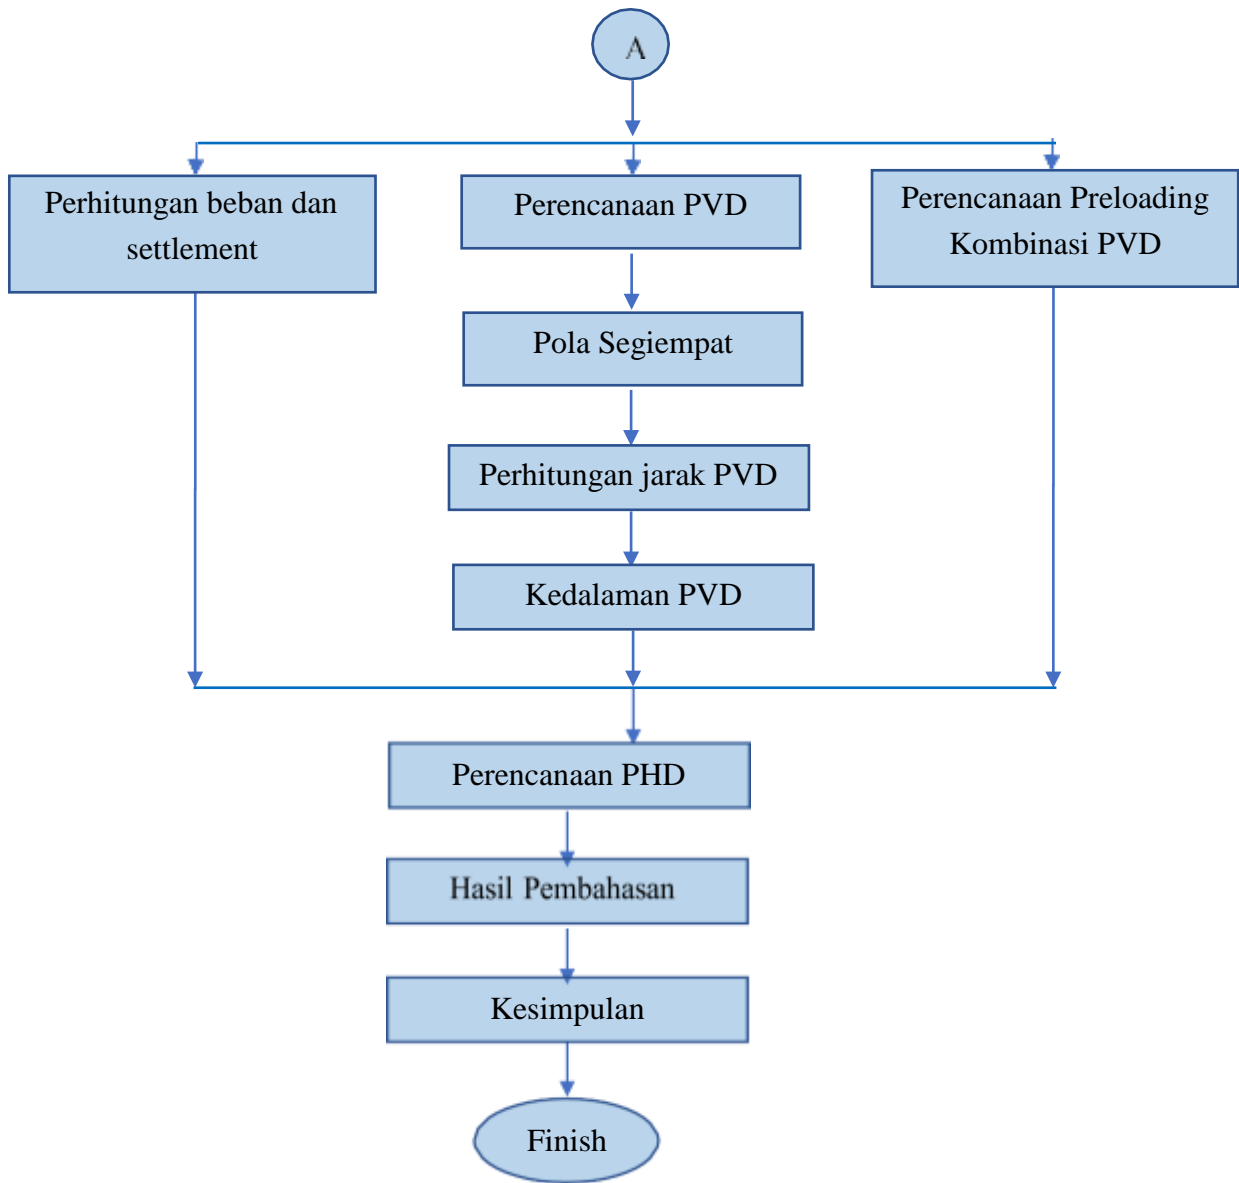 A
Perhitungan beban dan
settlement
Perencanaan PVD
Perencanaan Preloading
Kombinasi PVD
Pola Segiempat
Perhitungan jarak PVD
Kedalaman PVD
Perencanaan PHD
Hasil Pembahasan
Kesimpulan
Finish